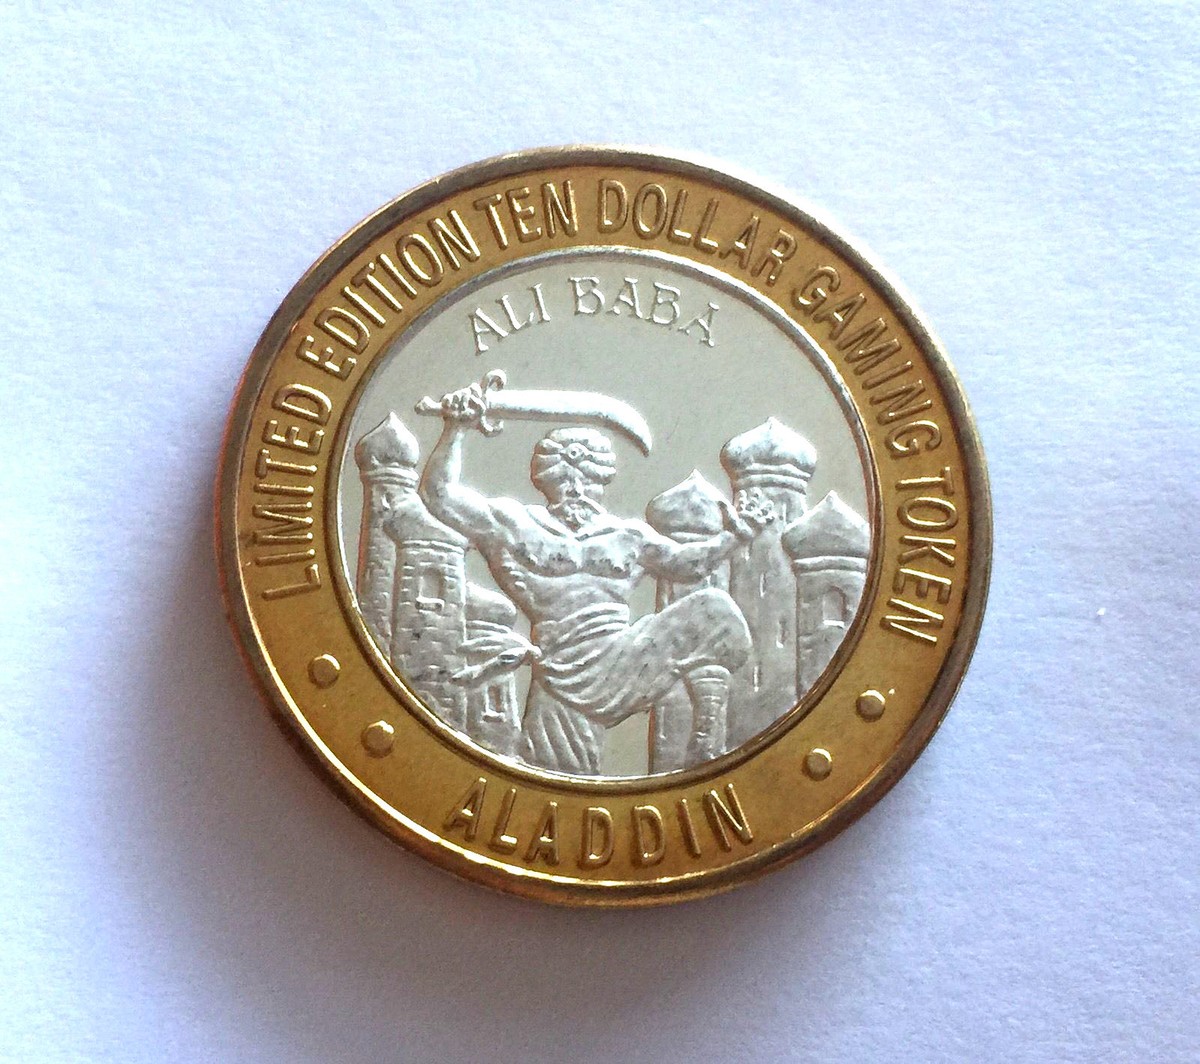 LIMITED EDITION TEN DOLLAR GAMING TOKEN
ALI BABA
ALADDIN